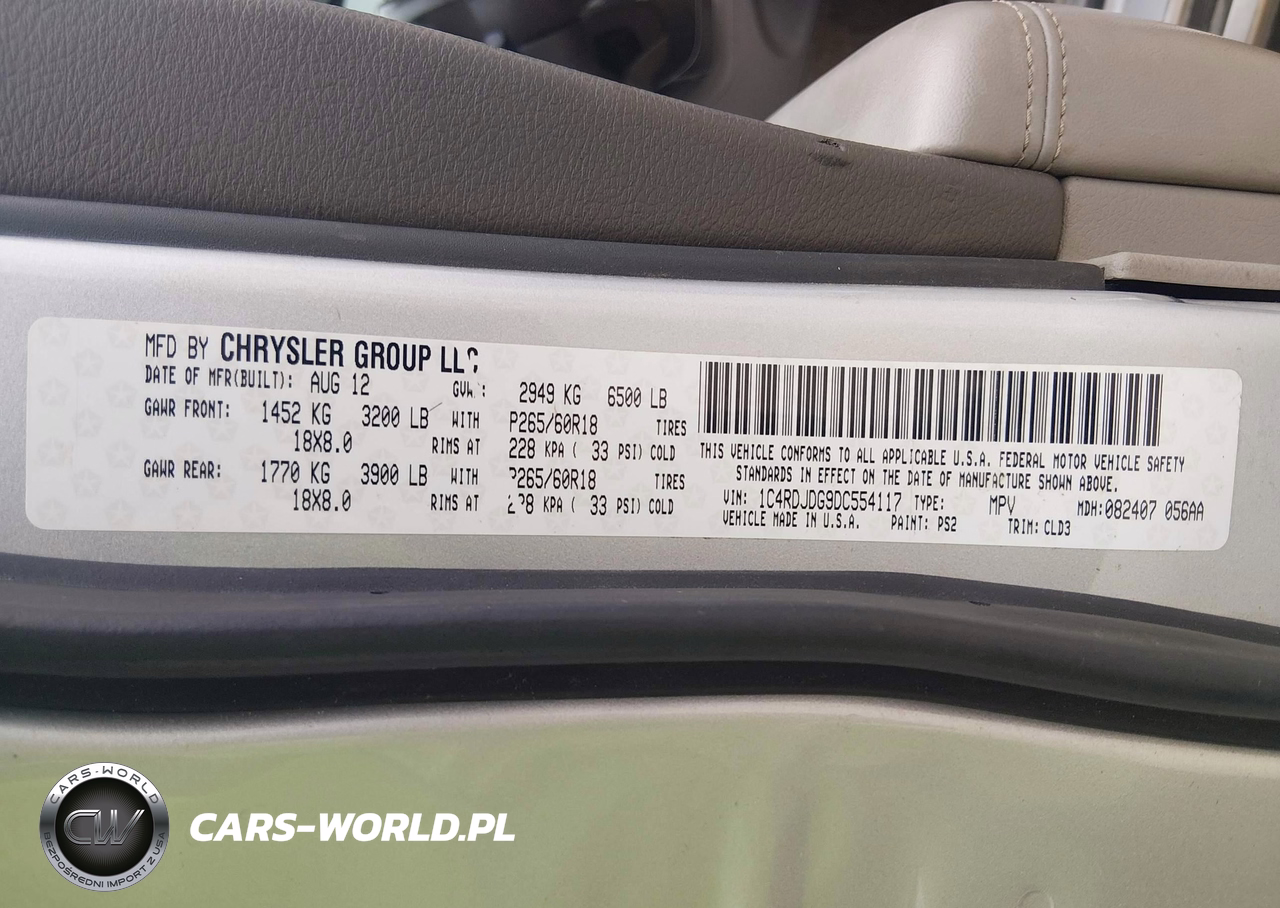 MFD BY CHRYSLER GROUP LLC
DATE OF MFR(BUILT): AUG 12 GVW.: 2949 KG 6500 LB
GAWR FRONT: 1452 KG 3200 LB WITH P265/60R18 TIRES
18X8.0 RIMS AT 228 KPA ( 33 PSI) COLD
GAWR REAR: 1770 KG 3900 LB WITH P265/60R18 TIRES
18X8.0 RIMS AT 228 KPA ( 33 PSI) COLD
THIS VEHICLE CONFORMS TO ALL APPLICABLE U.S.A. FEDERAL MOTOR VEHICLE SAFETY
STANDARDS IN EFFECT ON THE DATE OF MANUFACTURE SHOWN ABOVE.
VIN: 1C4RDJDG9DC554117 TYPE: MPV MDH:082407 056AA
VEHICLE MADE IN U.S.A. PAINT: PS2 TRIM: CLD3
CARS-WORLD
CW
BEZPOŚREDNI IMPORT Z USA
CARS-WORLD.PL